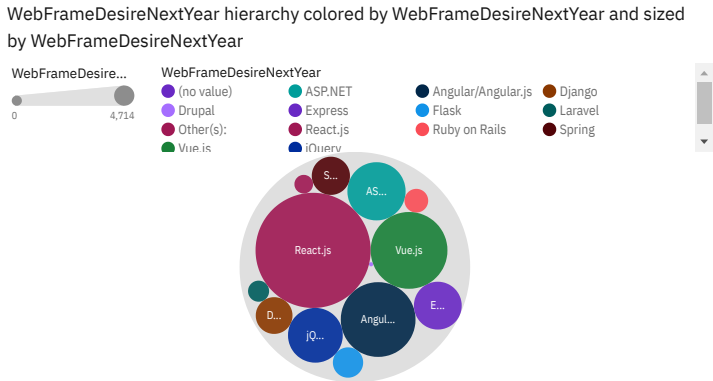 WebFrameDesireNextYear hierarchy colored by WebFrameDesireNextYear and sized
by WebFrameDesireNextYear
WebFrameDesire...
0 4,714
WebFrameDesireNextYear
(no value) ASP.NET Angular/Angular.js Django
Drupal Express Flask Laravel
Other(s): React.js Ruby on Rails Spring
Vue.js jQuery
S...
AS...
React.js
Vue.js
E...
D...
Angul...
jQ...